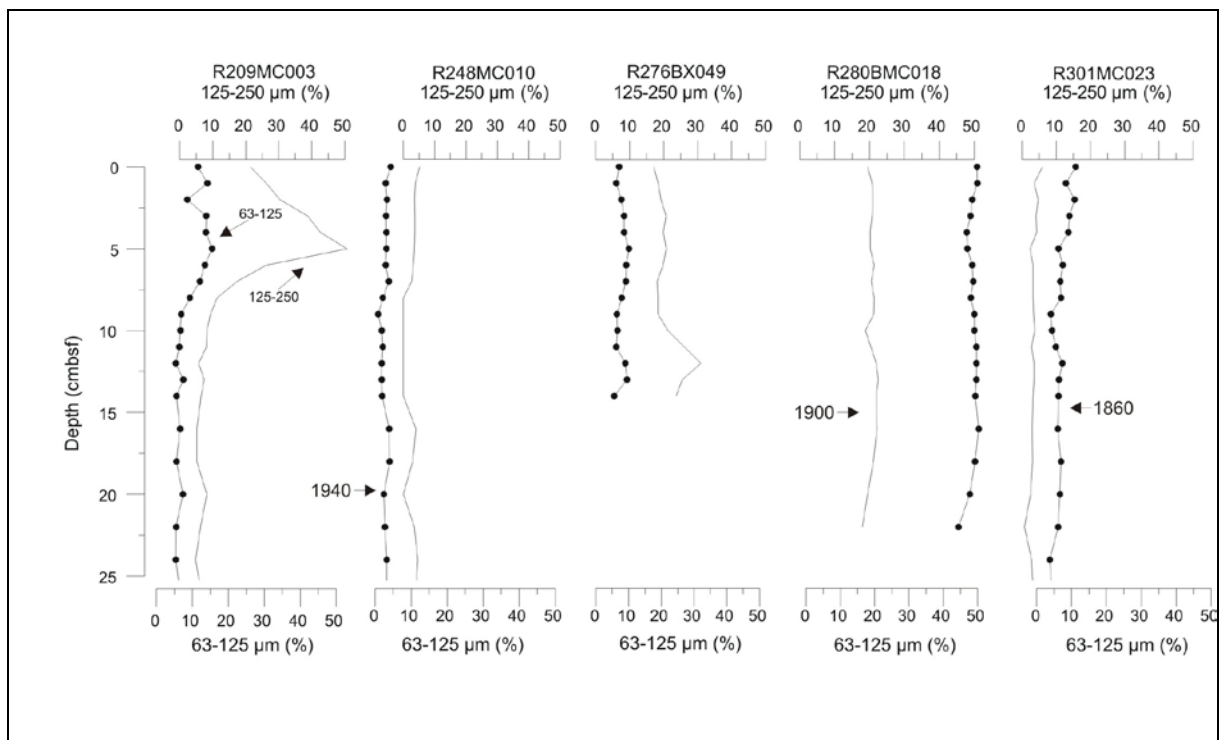 R209MC003 R248MC010 R276BX049 R280BMC018 R301MC023
125-250 µm (%) 125-250 µm (%) 125-250 µm (%) 125-250 µm (%) 125-250 µm (%)
0 10 20 30 40 50 0 10 20 30 40 50 0 10 20 30 40 50 0 10 20 30 40 50 0 10 20 30 40 50
0
63-125
5
125-250
10
15
1900
1860
20
1940
25
Depth (cmbsf)
0 10 20 30 40 50 0 10 20 30 40 50 0 10 20 30 40 50 0 10 20 30 40 50 0 10 20 30 40 50
63-125 µm (%) 63-125 µm (%) 63-125 µm (%) 63-125 µm (%) 63-125 µm (%)